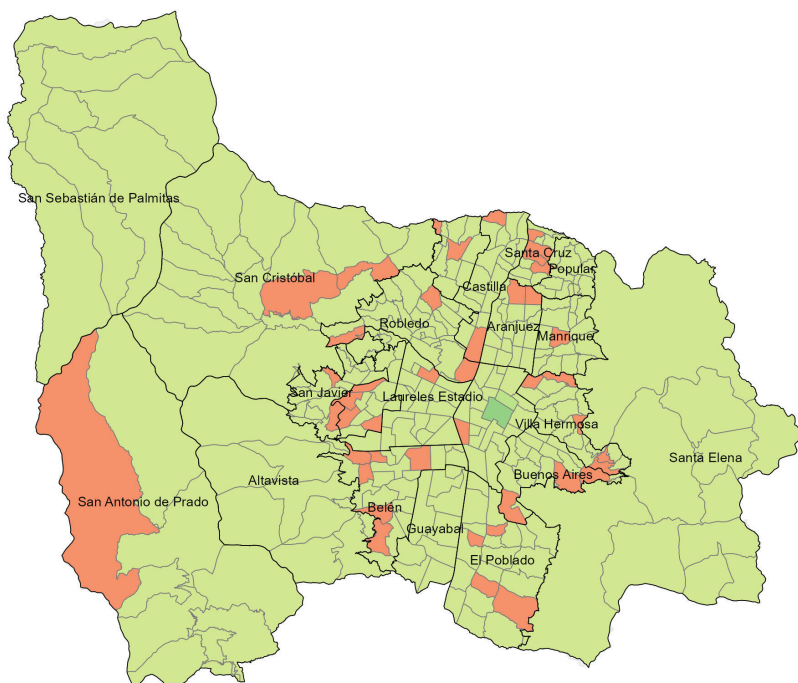 San Sebastián de Palmitas
Santa Cruz
Popular
San Cristóbal
Castilla
Robledo
Aranjuez
Manrique
San Javier
Laureles Estadio
Villa Hermosa
Santa Elena
Buenos Aires
Altavista
San Antonio de Prado
Belén
Guayabal
El Poblado